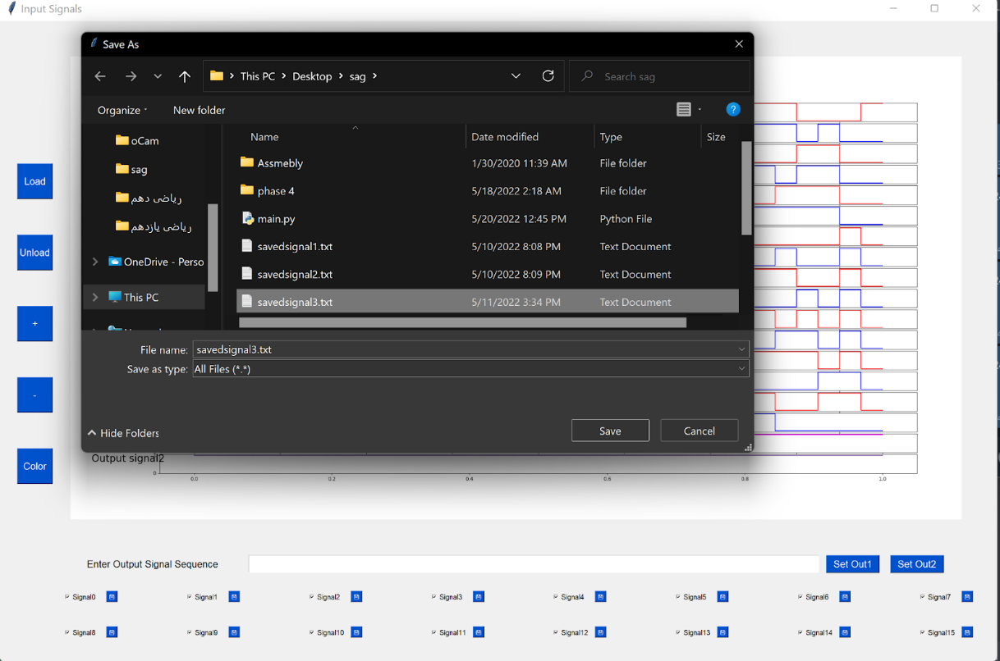 Input Signals
Save As
This PC Desktop sag
Search sag
Organize New folder
?
Name Date modified Type Size
oCam
sag
ریاضی دهم
ریاضی یازدهم
OneDrive - Perso
This PC
Assmebly 1/30/2020 11:39 AM File folder
phase 4 5/18/2022 2:18 AM File folder
main.py 5/20/2022 12:45 PM Python File
savedsignal1.txt 5/10/2022 8:08 PM Text Document
savedsignal2.txt 5/10/2022 8:09 PM Text Document
savedsignal3.txt 5/11/2022 3:34 PM Text Document
File name: savedsignal3.txt
Save as type: All Files (*.*)
Hide Folders
Save Cancel
Load
Unload
+
-
Color
Output signal2
0
0.0 0.2 0.4 0.6 0.8 1.0
Enter Output Signal Sequence
Set Out1 Set Out2
Signal0 Signal1 Signal2 Signal3 Signal4 Signal5 Signal6 Signal7
Signal8 Signal9 Signal10 Signal11 Signal12 Signal13 Signal14 Signal15